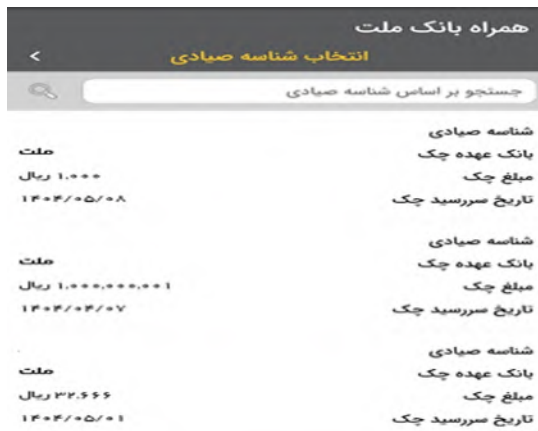 همراه بانک ملت
انتخاب شناسه صیادی
جستجو بر اساس شناسه صیادی
شناسه صیادی
بانک عهده چک ملت
مبلغ چک ۱,۰۰۰ ریال
تاریخ سررسید چک ۱۴۰۴/۰۵/۰۸
شناسه صیادی
بانک عهده چک ملت
مبلغ چک ۱,۰۰۰,۰۰۰,۰۰۱ ریال
تاریخ سررسید چک ۱۴۰۴/۰۴/۰۷
شناسه صیادی
بانک عهده چک ملت
مبلغ چک ۳۲,۶۶۶ ریال
تاریخ سررسید چک ۱۴۰۴/۰۵/۰۱